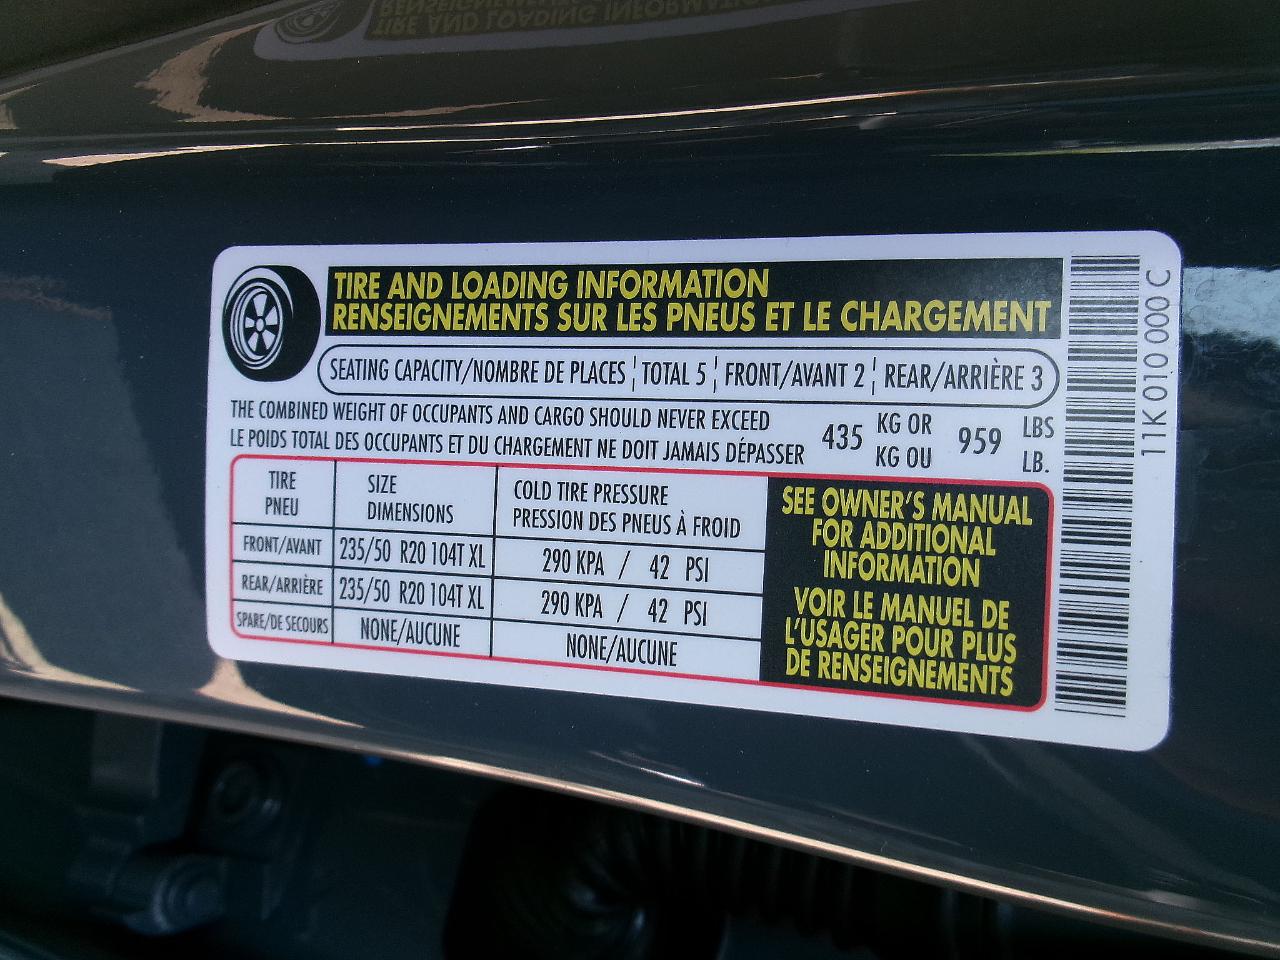 TIRE AND LOADING INFORMATION
RENSEIGNEMENTS SUR LES PNEUS ET LE CHARGEMENT
SEATING CAPACITY/NOMBRE DE PLACES TOTAL 5 FRONT/AVANT 2 REAR/ARRIÈRE 3
THE COMBINED WEIGHT OF OCCUPANTS AND CARGO SHOULD NEVER EXCEED 435 KG OR 959 LBS
LE POIDS TOTAL DES OCCUPANTS ET DU CHARGEMENT NE DOIT JAMAIS DÉPASSER KG OU LB.
TIRE SIZE COLD TIRE PRESSURE
PNEU DIMENSIONS PRESSION DES PNEUS À FROID
FRONT/AVANT 235/50 R20 104T XL 290 KPA / 42 PSI
REAR/ARRIÈRE 235/50 R20 104T XL 290 KPA / 42 PSI
SPARE/DE SECOURS NONE/AUCUNE NONE/AUCUNE
SEE OWNER'S MANUAL
FOR ADDITIONAL
INFORMATION
VOIR LE MANUEL DE
L'USAGER POUR PLUS
DE RENSEIGNEMENTS
11K 010 000 C
TIRE AND LOADING INFORMATION
RENSEIGNEMENTS